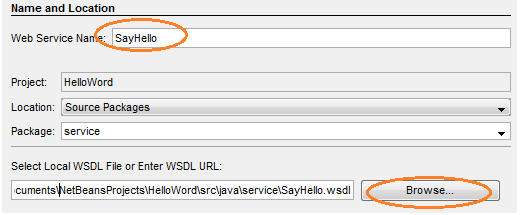 Name and Location
Web Service Name: SayHello
Project: HelloWord
Location: Source Packages
Package: service
Select Local WSDL File or Enter WSDL URL:
ocuments\NetBeansProjects\HelloWord\src\java\service\SayHello.wsdl Browse...